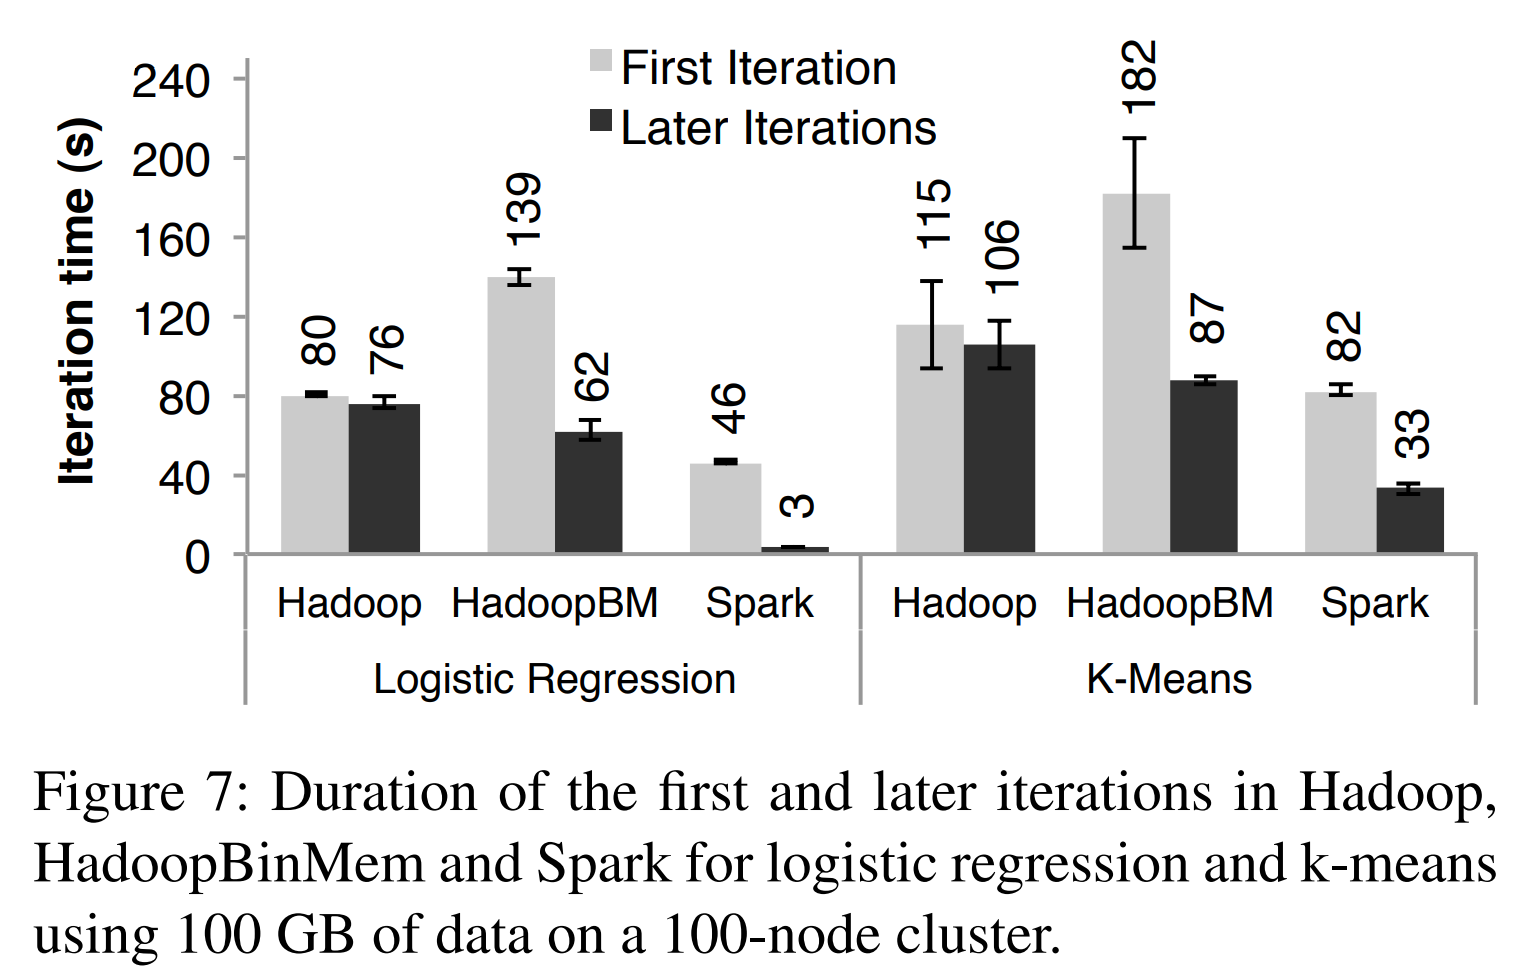 First Iteration
Later Iterations
Iteration time (s)
240
200
160
120
80
40
0
80
76
139
62
46
3
115
106
182
87
82
33
Hadoop HadoopBM Spark Hadoop HadoopBM Spark
Logistic Regression K-Means
Figure 7: Duration of the first and later iterations in Hadoop,
HadoopBinMem and Spark for logistic regression and k-means
using 100 GB of data on a 100-node cluster.